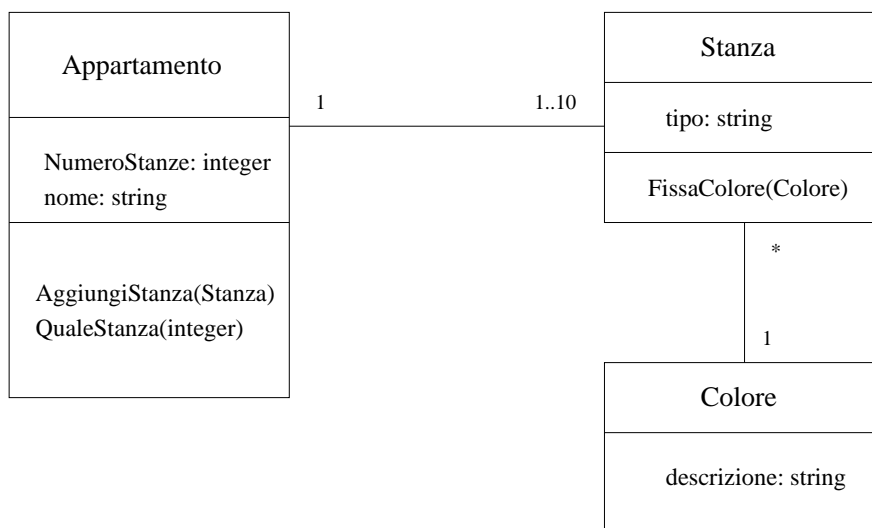 Appartamento
NumeroStanze: integer
nome: string
AggiungiStanza(Stanza)
QualeStanza(integer)
1
1..10
Stanza
tipo: string
FissaColore(Colore)
*
1
Colore
descrizione: string